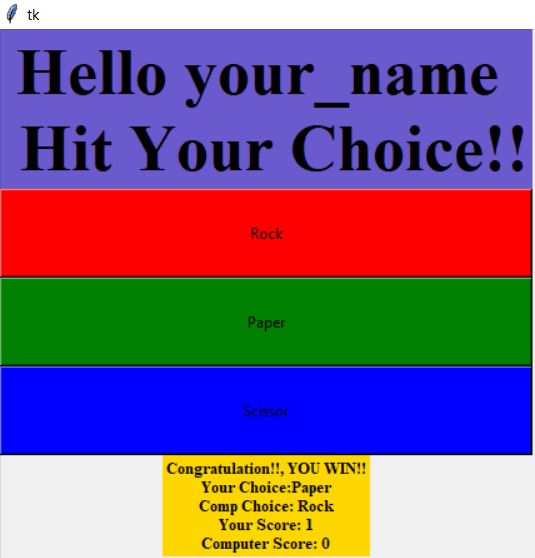 tk
Hello your_name
Hit Your Choice!!
Rock
Paper
Scissor
Congratulation!!, YOU WIN!!
Your Choice:Paper
Comp Choice: Rock
Your Score: 1
Computer Score: 0